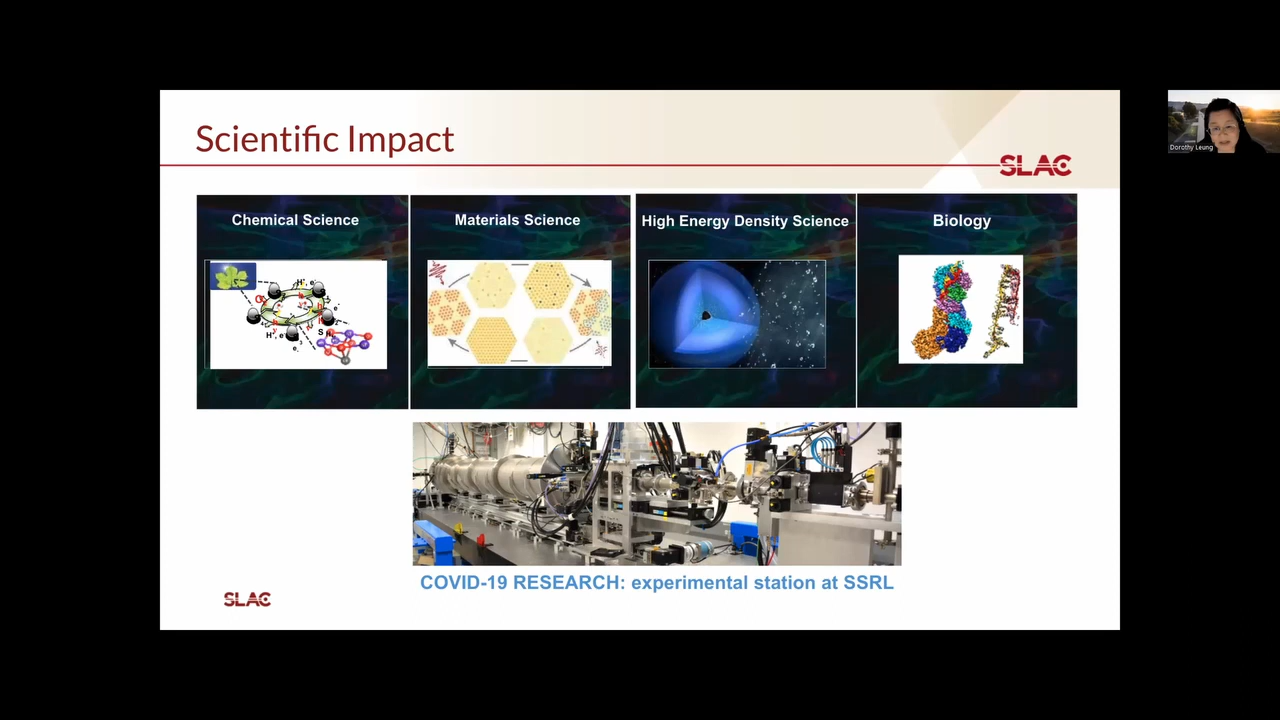 Scientific Impact
SLAC
Chemical Science
Materials Science
High Energy Density Science
Biology
COVID-19 RESEARCH: experimental station at SSRL
SLAC
Dorothy Leung